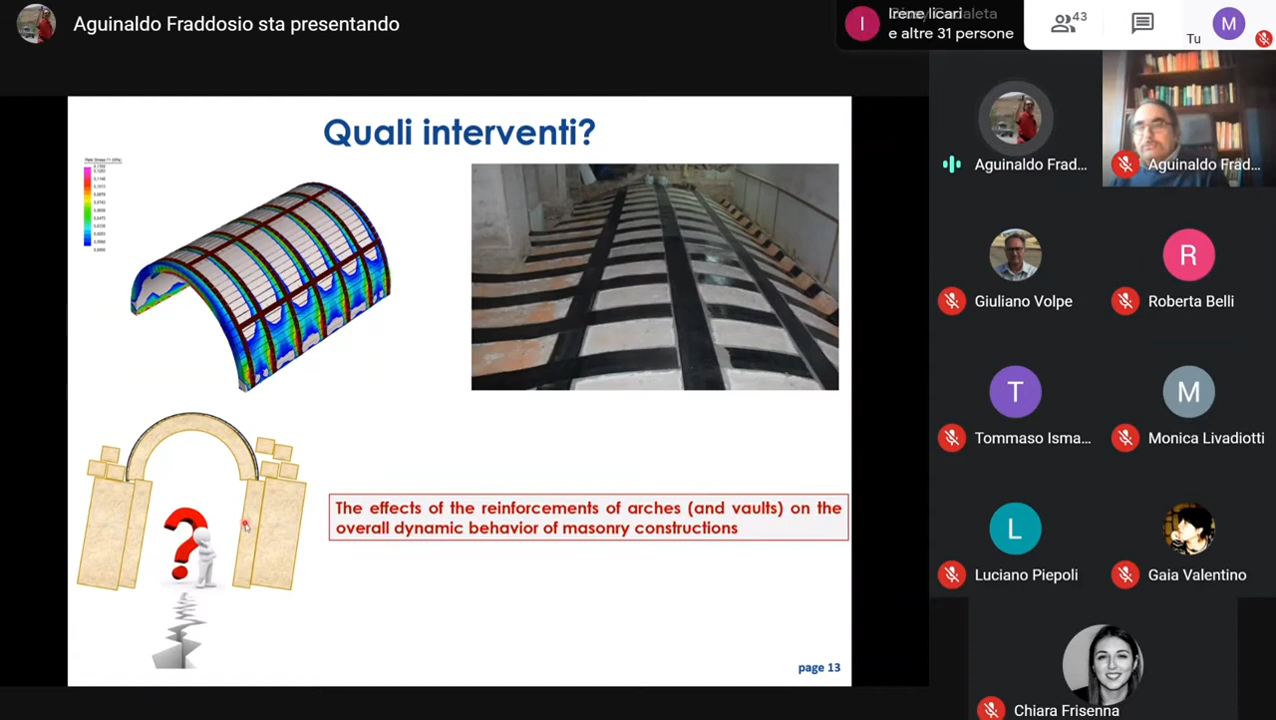 Aguinaldo Fraddosio sta presentando
Irene licari
e altre 31 persone
43
Tu
M
I
Quali interventi?
The effects of the reinforcements of arches (and vaults) on the
overall dynamic behavior of masonry constructions
page 13
Aguinaldo Frad...
Aguinaldo Frad...
Giuliano Volpe
R
Roberta Belli
T
Tommaso Isma...
M
Monica Livadiotti
L
Luciano Piepoli
Gaia Valentino
Chiara Frisenna